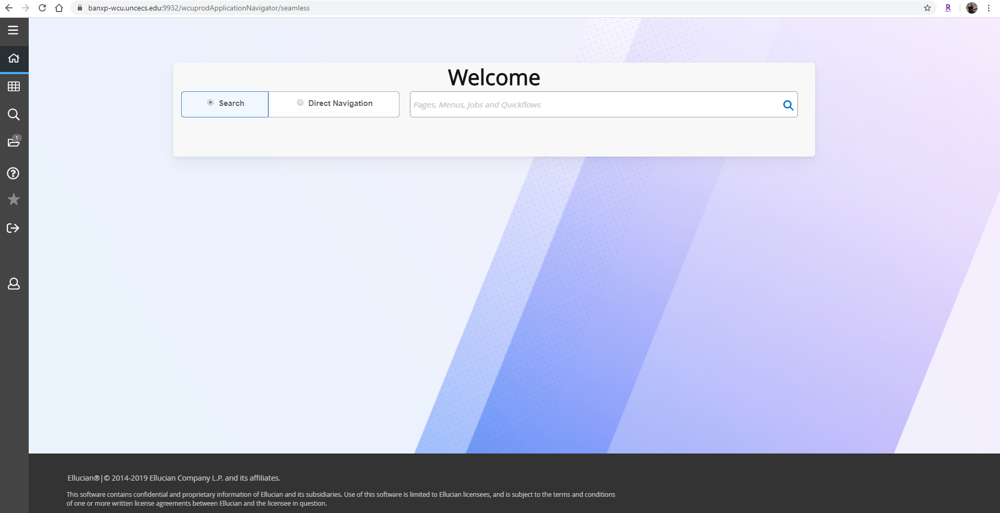 banxp-wcu.uncecs.edu:9932/wcuprodApplicationNavigator/seamless
R
Welcome
Search
Direct Navigation
Pages, Menus, Jobs and Quickflows
1
Ellucian®|© 2014-2019 Ellucian Company L.P. and its affiliates.
This software contains confidential and proprietary information of Ellucian and its subsidiaries. Use of this software is limited to Ellucian licensees, and is subject to the terms and conditions
of one or more written license agreements between Ellucian and the licensee in question.